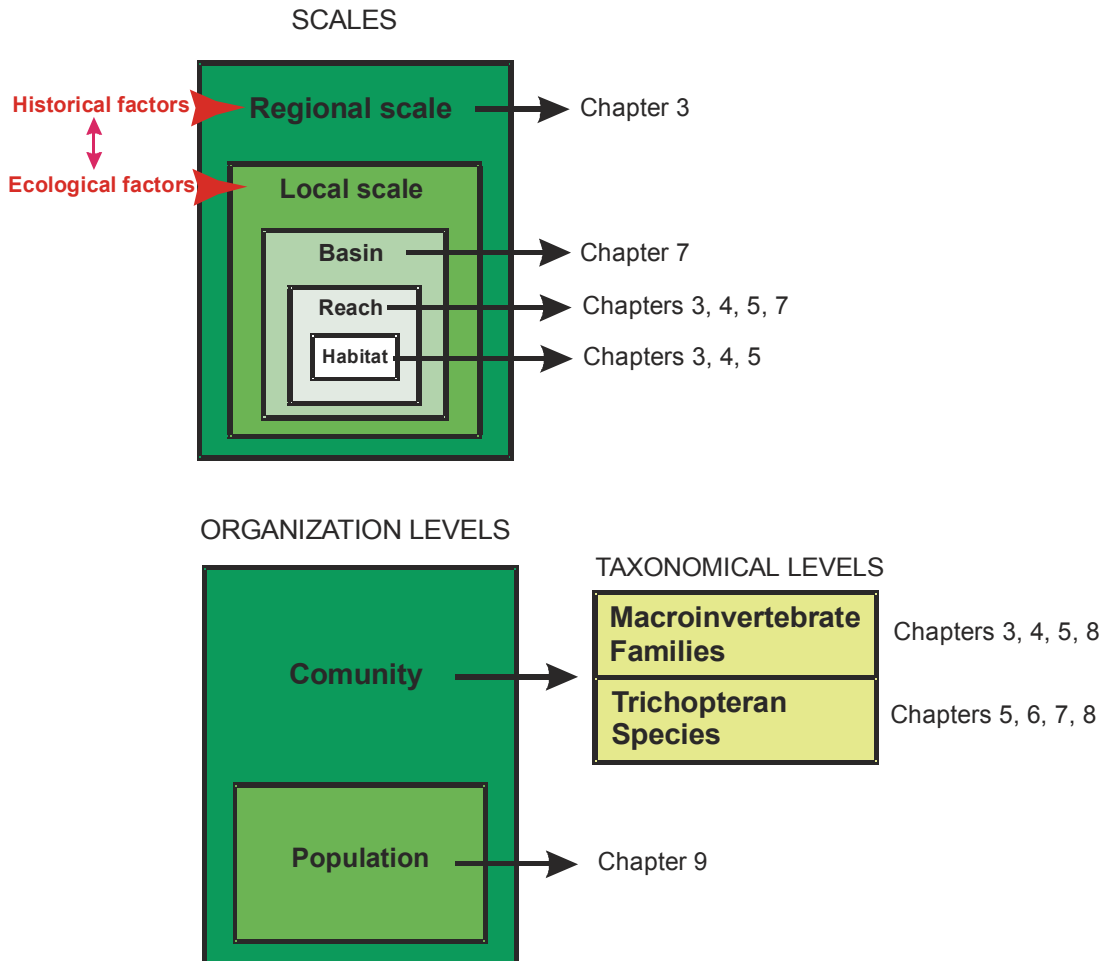 SCALES
Historical factors
Regional scale
Chapter 3
Ecological factors
Local scale
Basin
Chapter 7
Reach
Chapters 3, 4, 5, 7
Habitat
Chapters 3, 4, 5
ORGANIZATION LEVELS
TAXONOMICAL LEVELS
Macroinvertebrate
Families
Chapters 3, 4, 5, 8
Comunity
Trichopteran
Species
Chapters 5, 6, 7, 8
Population
Chapter 9